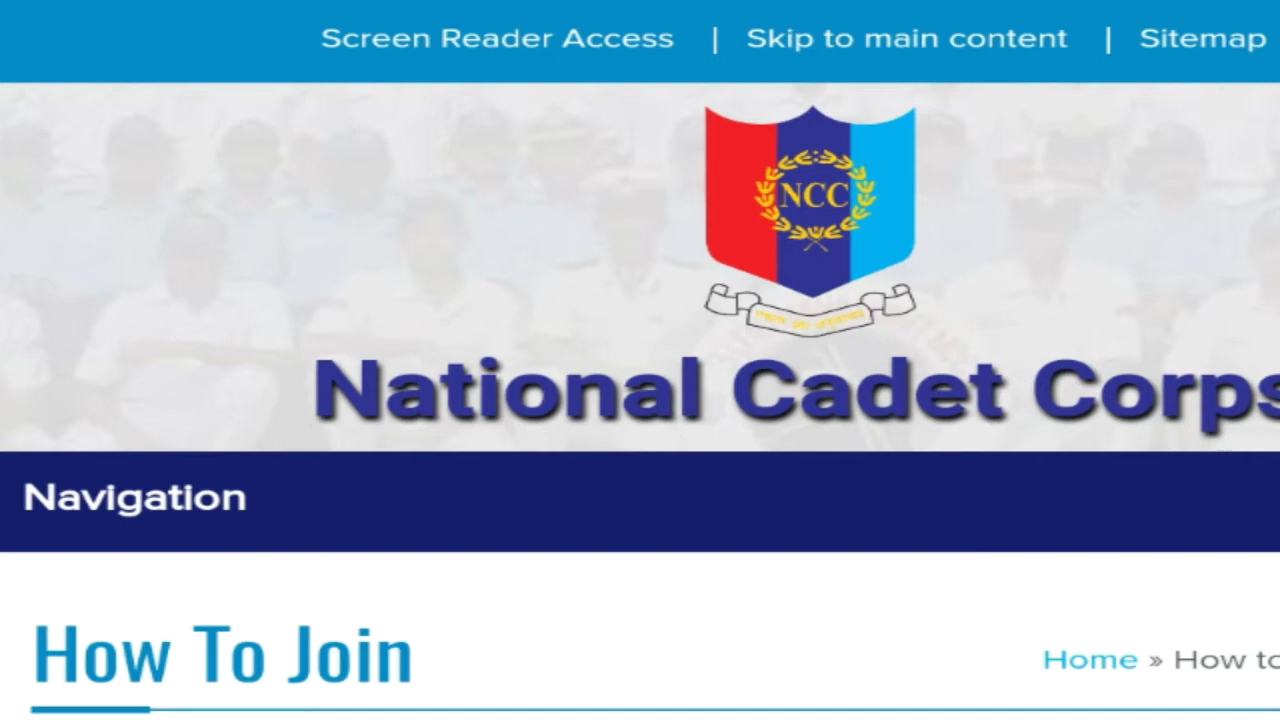 Screen Reader Access | Skip to main content | Sitemap
NCC
National Cadet Corps
Navigation
How To Join
Home » How to